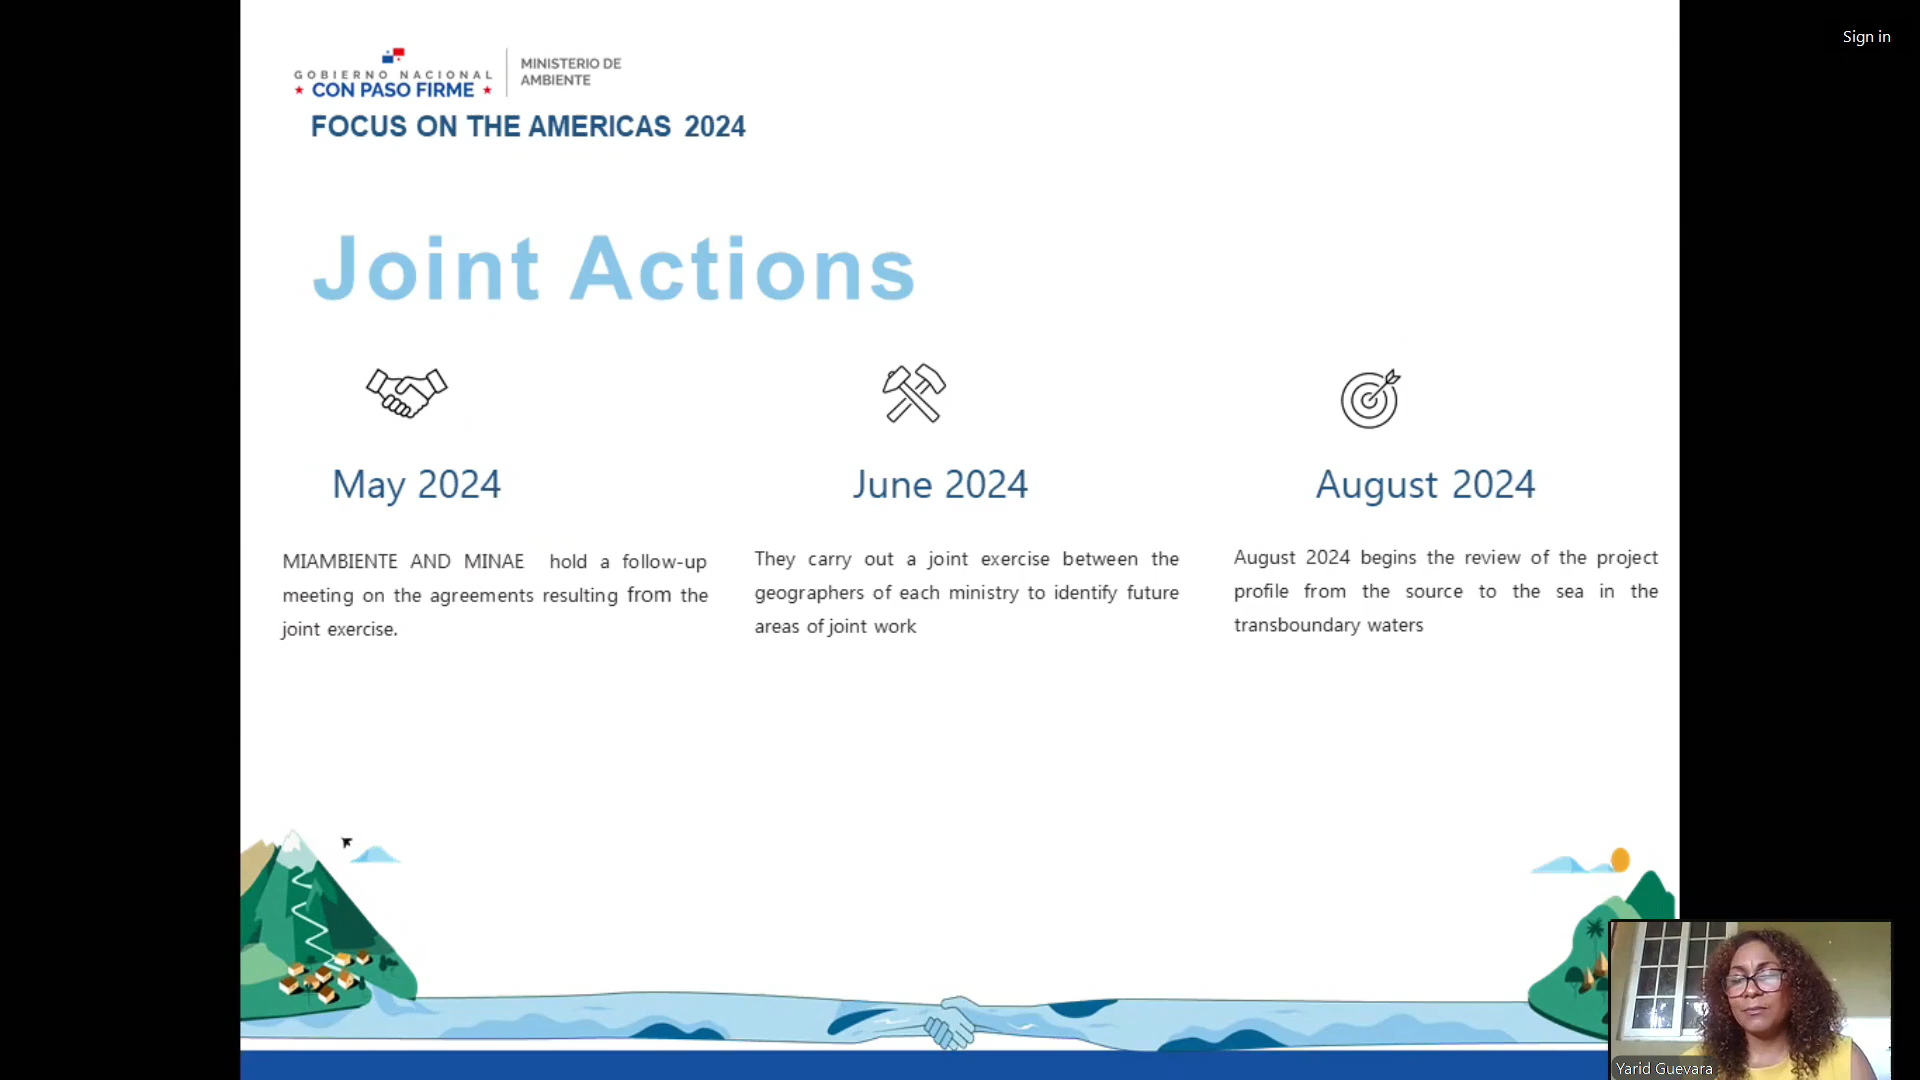 Sign in
GOBIERNO NACIONAL
CON PASO FIRME
MINISTERIO DE
AMBIENTE
FOCUS ON THE AMERICAS 2024
Joint Actions
May 2024
MIAMBIENTE AND MINAE hold a follow-up
meeting on the agreements resulting from the
joint exercise.
June 2024
They carry out a joint exercise between the
geographers of each ministry to identify future
areas of joint work
August 2024
August 2024 begins the review of the project
profile from the source to the sea in the
transboundary waters
Yarid Guevara